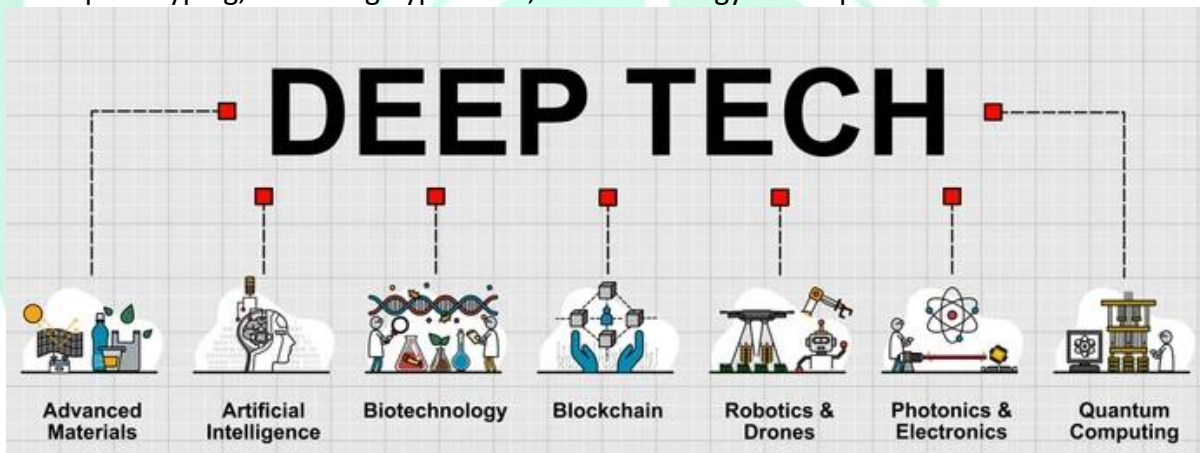 DEEP TECH
Advanced
Materials
Artificial
Intelligence
Biotechnology
Blockchain
Robotics &
Drones
Photonics &
Electronics
Quantum
Computing